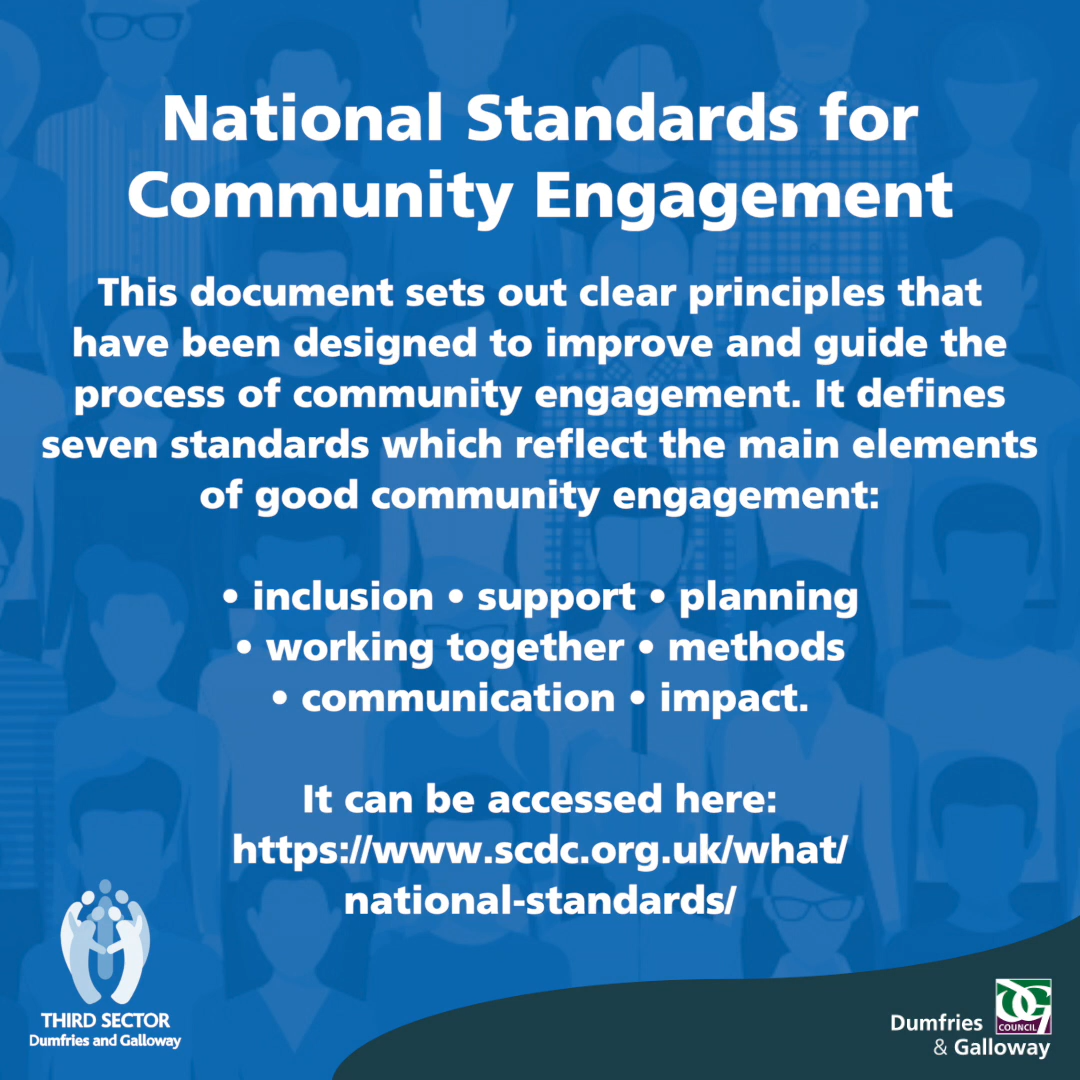 National Standards for
Community Engagement
This document sets out clear principles that
have been designed to improve and guide the
process of community engagement. It defines
seven standards which reflect the main elements
of good community engagement:
• inclusion • support • planning
• working together • methods
• communication • impact.
It can be accessed here:
https://www.scdc.org.uk/what/
national-standards/
THIRD SECTOR
Dumfries and Galloway
Dumfries
& Galloway
DG
COUNCIL